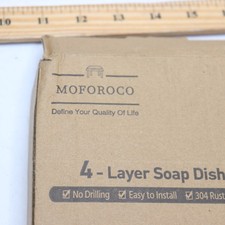 11 12 13 14 15
MOFOROCO
Define Your Quality Of Life
4 - Layer Soap Dish
No Drilling Easy to Install 304 Rust